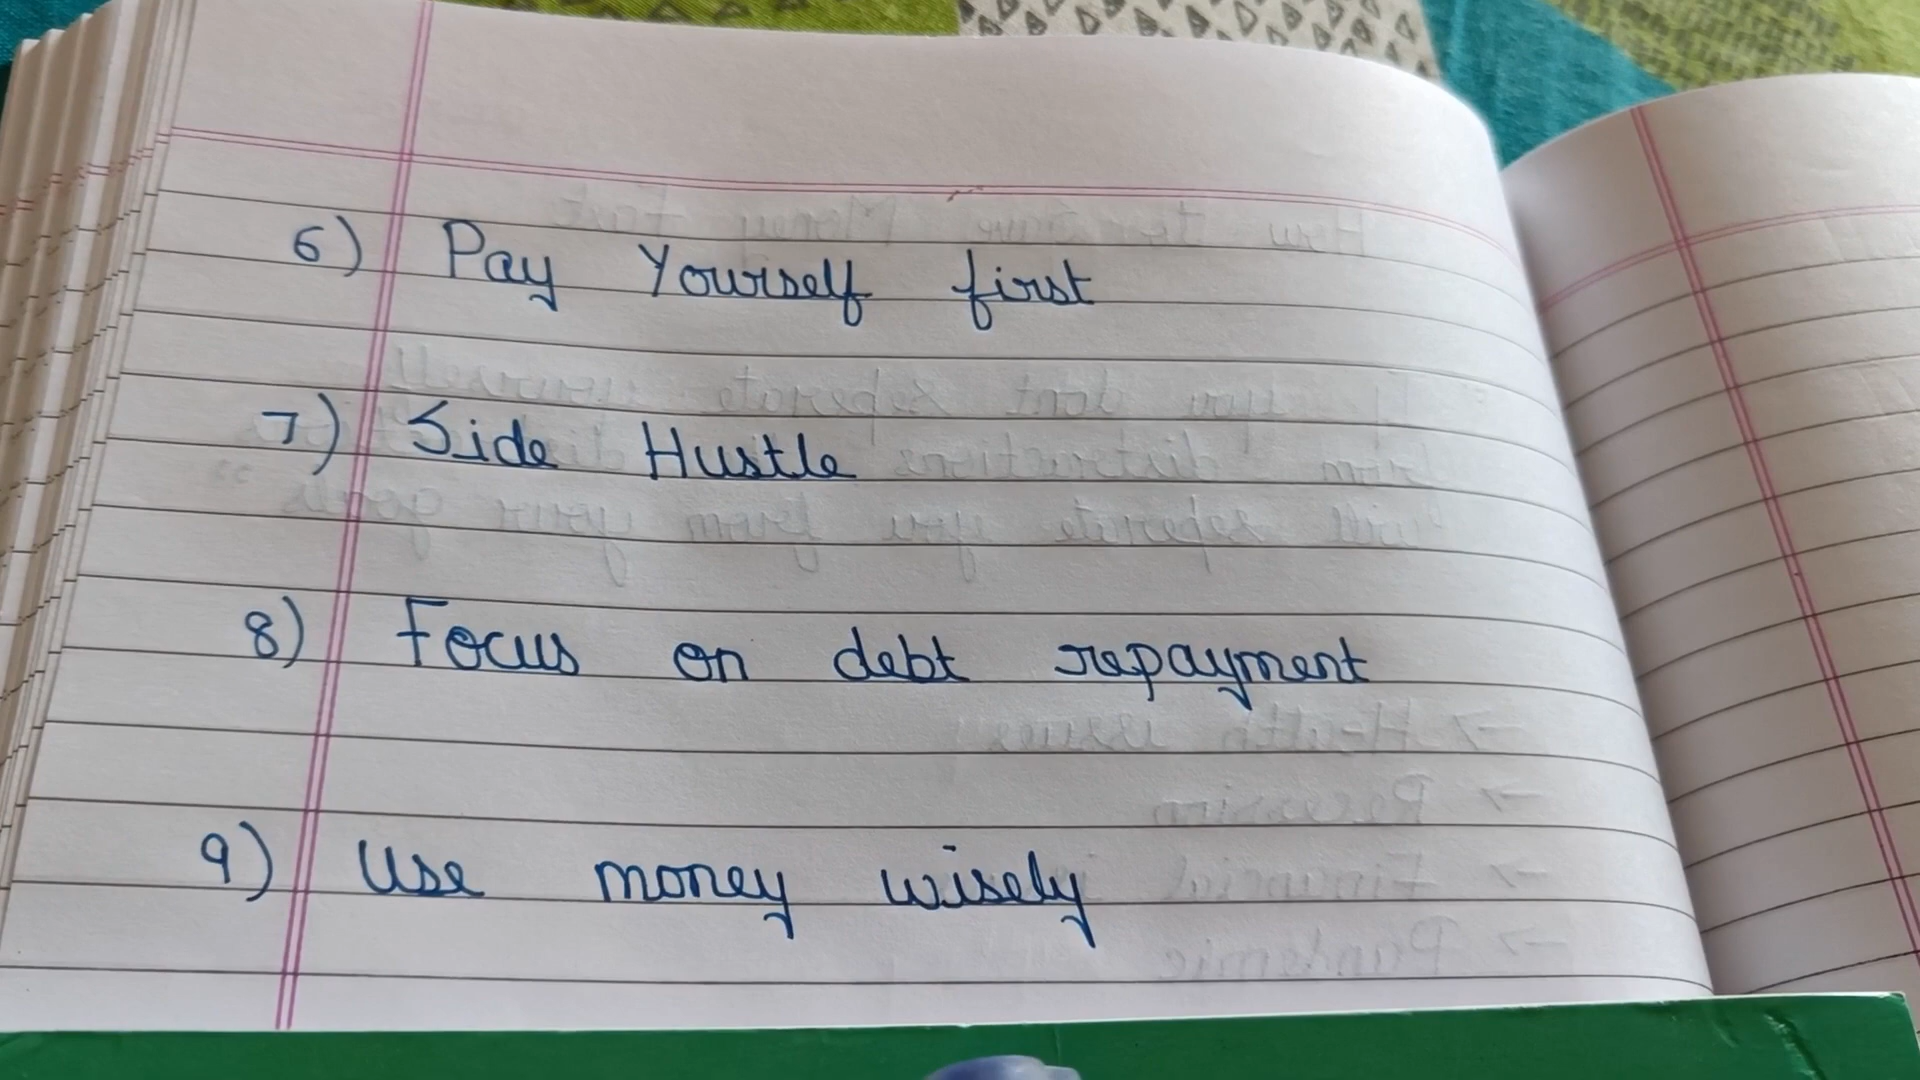 6) Pay Yourself first
7) Side Hustle
8) Focus on debt repayment
9) Use money wisely